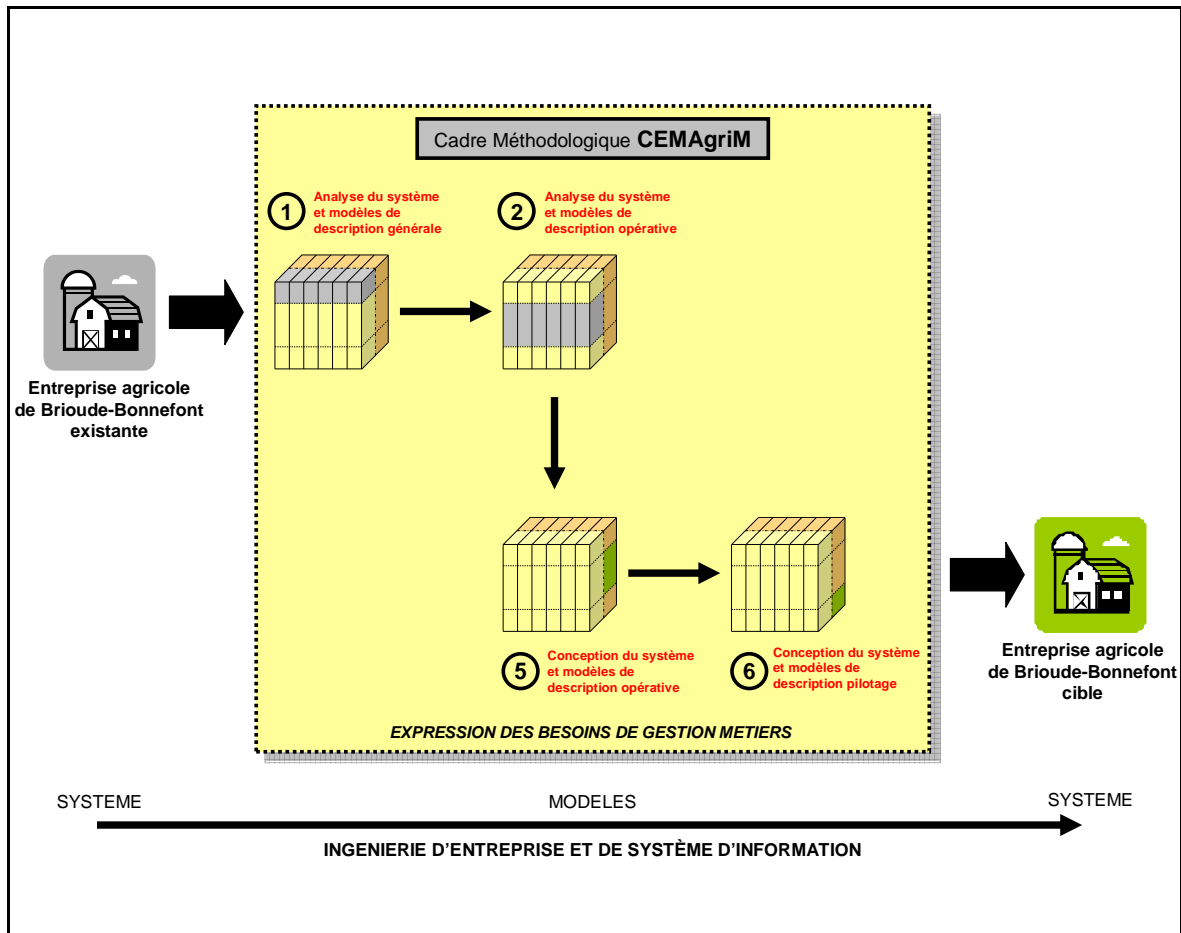 Cadre Méthodologique CEMAgriM
1
Analyse du système
et modèles de
description générale
2
Analyse du système
et modèles de
description opérative
Entreprise agricole
de Brioude-Bonnefont
existante
5
Conception du système
et modèles de
description opérative
6
Conception du système
et modèles de
description pilotage
Entreprise agricole
de Brioude-Bonnefont
cible
EXPRESSION DES BESOINS DE GESTION METIERS
SYSTEME
MODELES
SYSTEME
INGENIERIE D'ENTREPRISE ET DE SYSTÈME D'INFORMATION